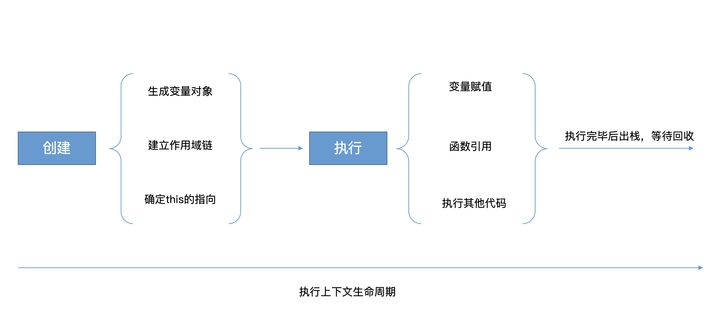 创建
生成变量对象
建立作用域链
确定this的指向
执行
变量赋值
函数引用
执行其他代码
执行完毕后出栈，等待回收
执行上下文生命周期